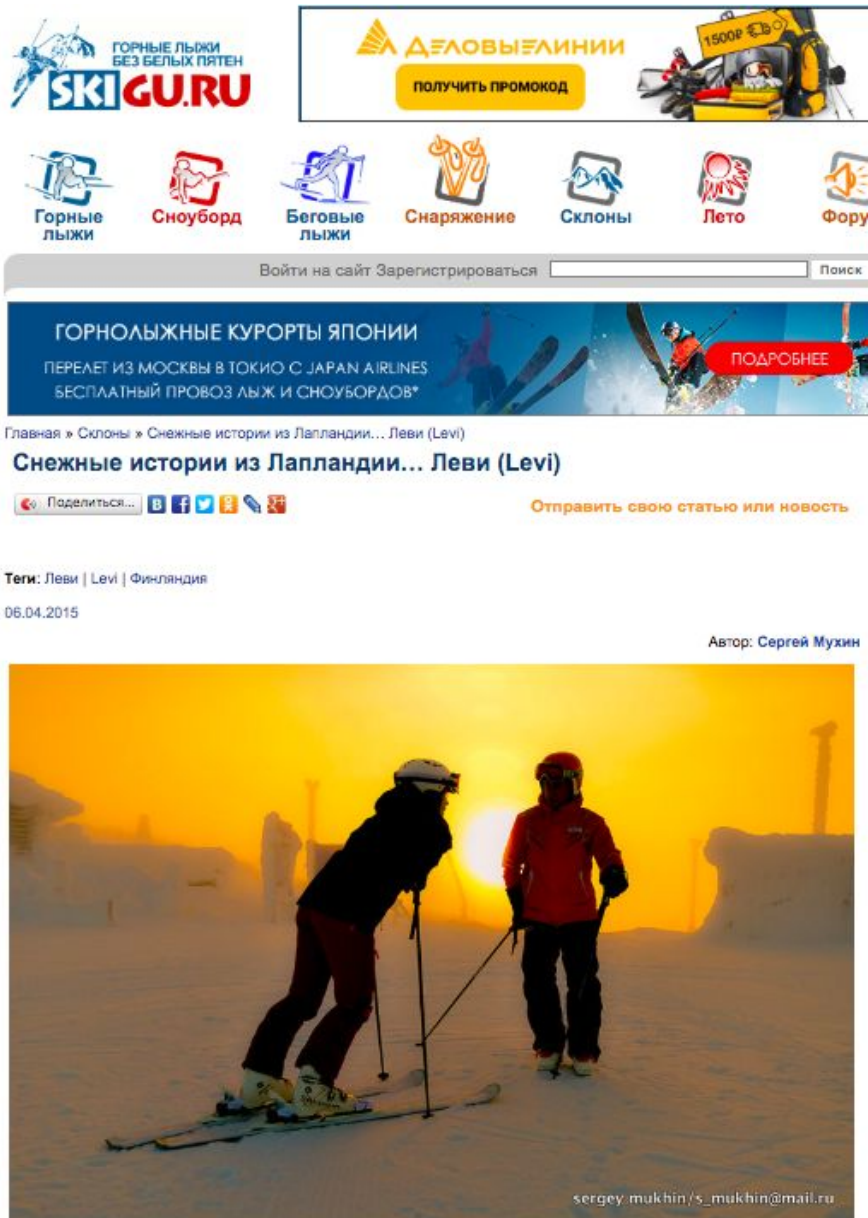 ГОРНЫЕ ЛЫЖИ
БЕЗ БЕЛЫХ ПЯТЕН
SKIGU.RU
ДЕЛОВЫЕ ЛИНИИ
ПОЛУЧИТЬ ПРОМОКОД
1500₽
Горные
лыжи
Сноуборд
Беговые
лыжи
Снаряжение
Склоны
Лето
Фору
Войти на сайт Зарегистрироваться
Поиск
ГОРНОЛЫЖНЫЕ КУРОРТЫ ЯПОНИИ
ПЕРЕЛЕТ ИЗ МОСКВЫ В ТОКИО С JAPAN AIRLINES
БЕСПЛАТНЫЙ ПРОВОЗ ЛЫЖ И СНОУБОРДОВ*
ПОДРОБНЕЕ
Главная » Склоны » Снежные истории из Лапландии... Леви (Levi)
Снежные истории из Лапландии... Леви (Levi)
Поделиться...
Отправить свою статью или новость
Теги: Леви | Levi | Финляндия
06.04.2015
Автор: Сергей Мухин
sergey mukhin/s_mukhin@mail.ru